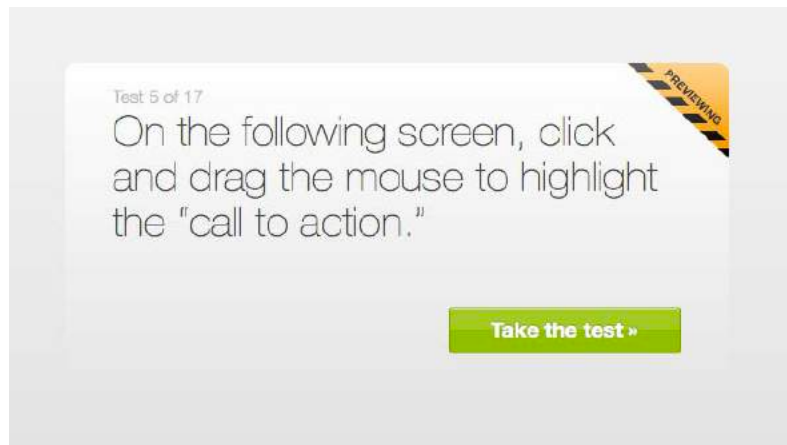 Test 5 of 17
PREVIEWING
On the following screen, click
and drag the mouse to highlight
the "call to action."
Take the test »